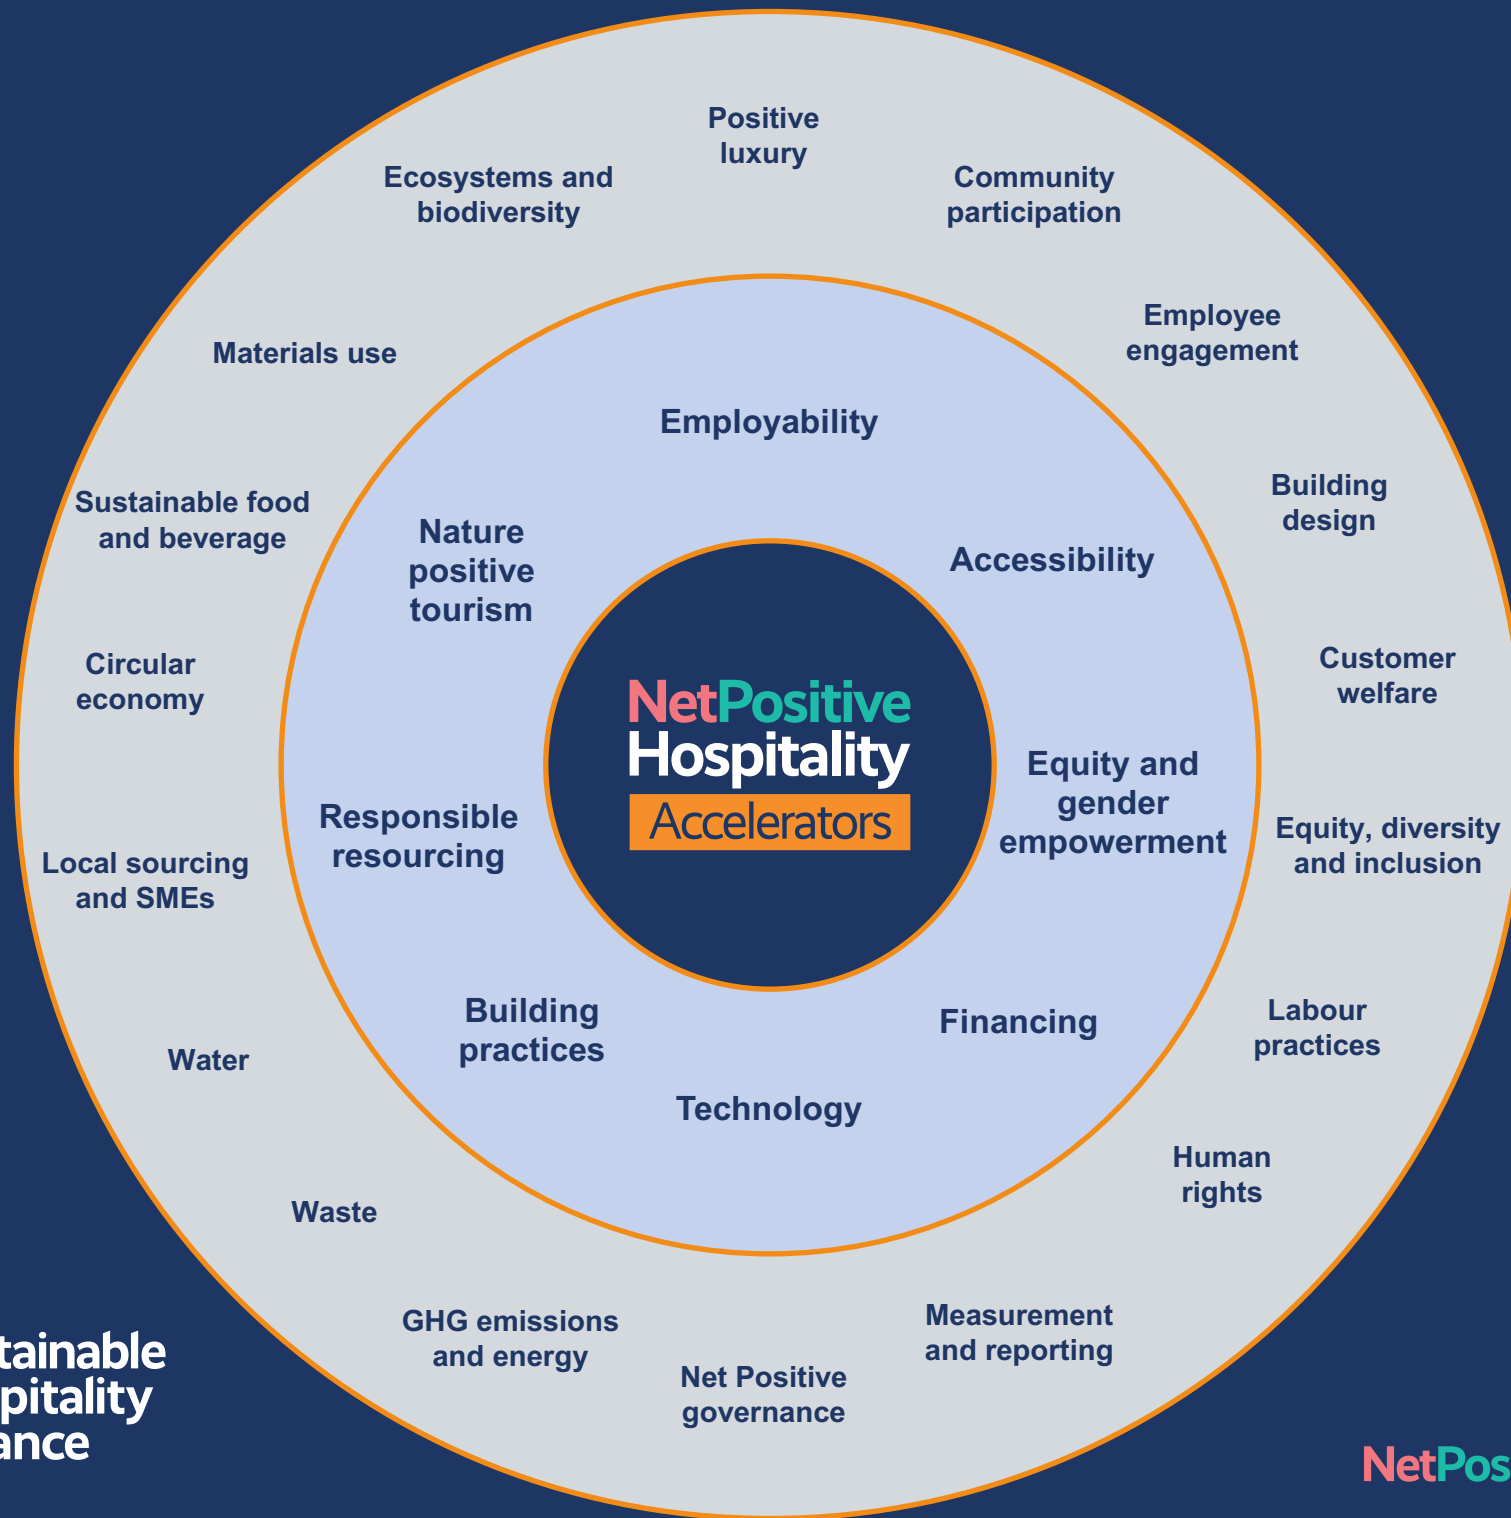 Positive
luxury
Ecosystems and
biodiversity
Community
participation
Materials use
Employee
engagement
Sustainable food
and beverage
Building
design
Circular
economy
Customer
welfare
Local sourcing
and SMEs
Equity, diversity
and inclusion
Water
Labour
practices
Waste
Human
rights
GHG emissions
and energy
Net Positive
governance
Measurement
and reporting
Employability
Nature
positive
tourism
Accessibility
Responsible
resourcing
Equity and
gender
empowerment
Building
practices
Financing
Technology
NetPositive
Hospitality
Accelerators
tainable
pitality
ance
NetPos